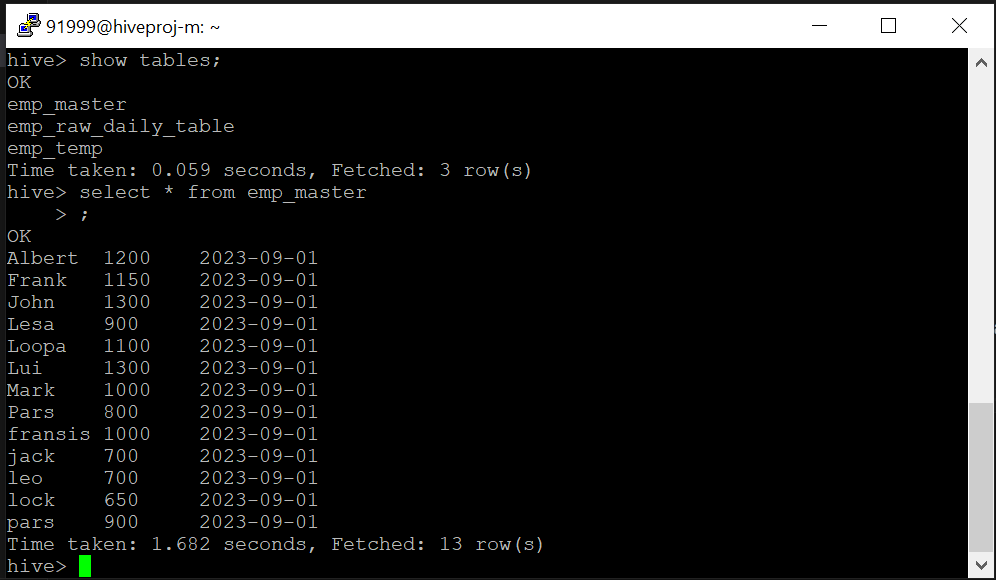 91999@hiveproj-m: ~
hive> show tables;
OK
emp_master
emp_raw_daily_table
emp_temp
Time taken: 0.059 seconds, Fetched: 3 row(s)
hive> select * from emp_master
    > ;
OK
Albert  1200    2023-09-01
Frank   1150    2023-09-01
John    1300    2023-09-01
Lesa    900     2023-09-01
Loopa   1100    2023-09-01
Lui     1300    2023-09-01
Mark    1000    2023-09-01
Pars    800     2023-09-01
fransis 1000    2023-09-01
jack    700     2023-09-01
leo     700     2023-09-01
lock    650     2023-09-01
pars    900     2023-09-01
Time taken: 1.682 seconds, Fetched: 13 row(s)
hive>